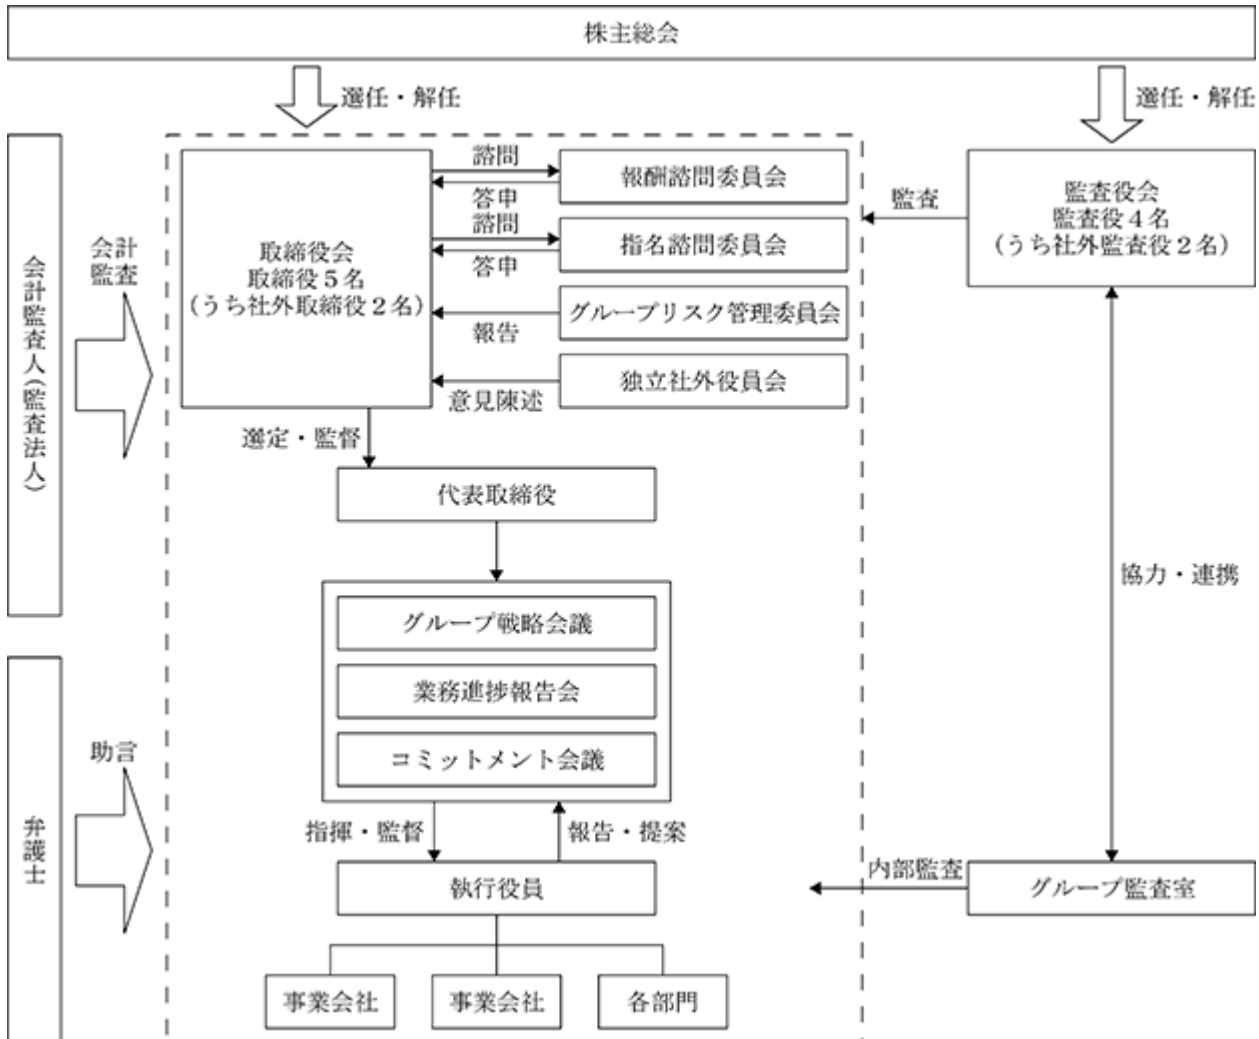 株主総会
選任・解任
選任・解任
会計監査人(監査法人)
会計
監査
取締役会
取締役5名
(うち社外取締役2名)
諮問
答申
報酬諮問委員会
諮問
答申
指名諮問委員会
報告
グループリスク管理委員会
意見陳述
独立社外役員会
監査
監査役会
監査役4名
(うち社外監査役2名)
選定・監督
代表取締役
グループ戦略会議
業務進捗報告会
コミットメント会議
協力・連携
弁護士
助言
指揮・監督
報告・提案
執行役員
内部監査
グループ監査室
事業会社
事業会社
各部門